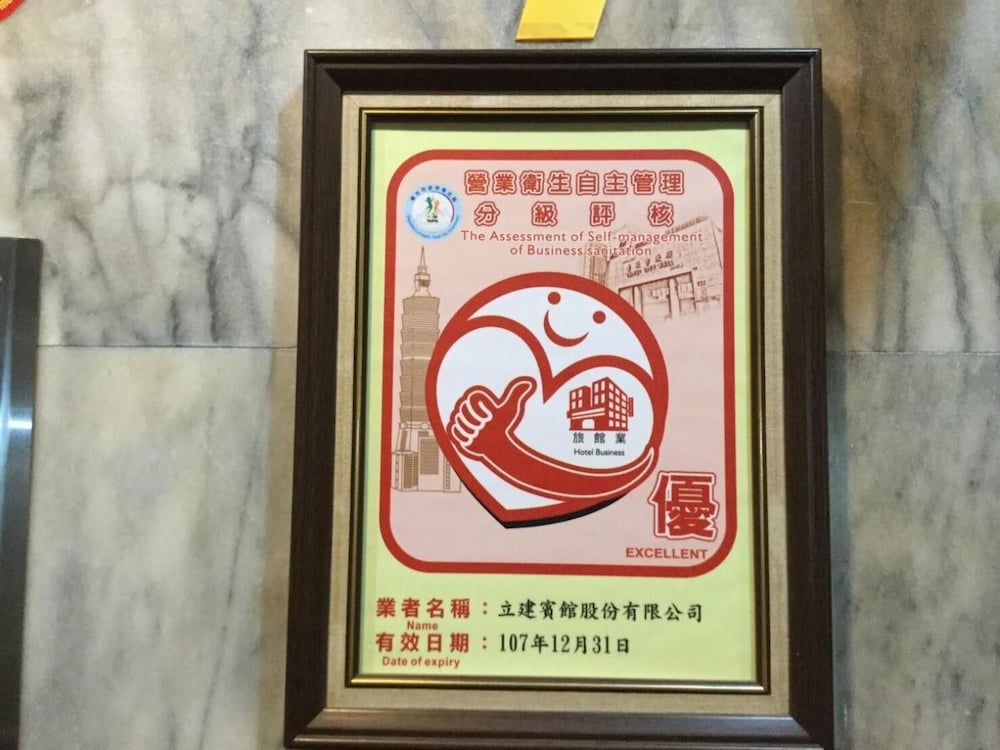 營業衛生自主管理
分級評核
The Assessment of Self-management
of Business sanitation
旅館業
Hotel Business
優
EXCELLENT
業者名稱：立建賓館股份有限公司
Name
有效日期：107年12月31日
Date of expiry